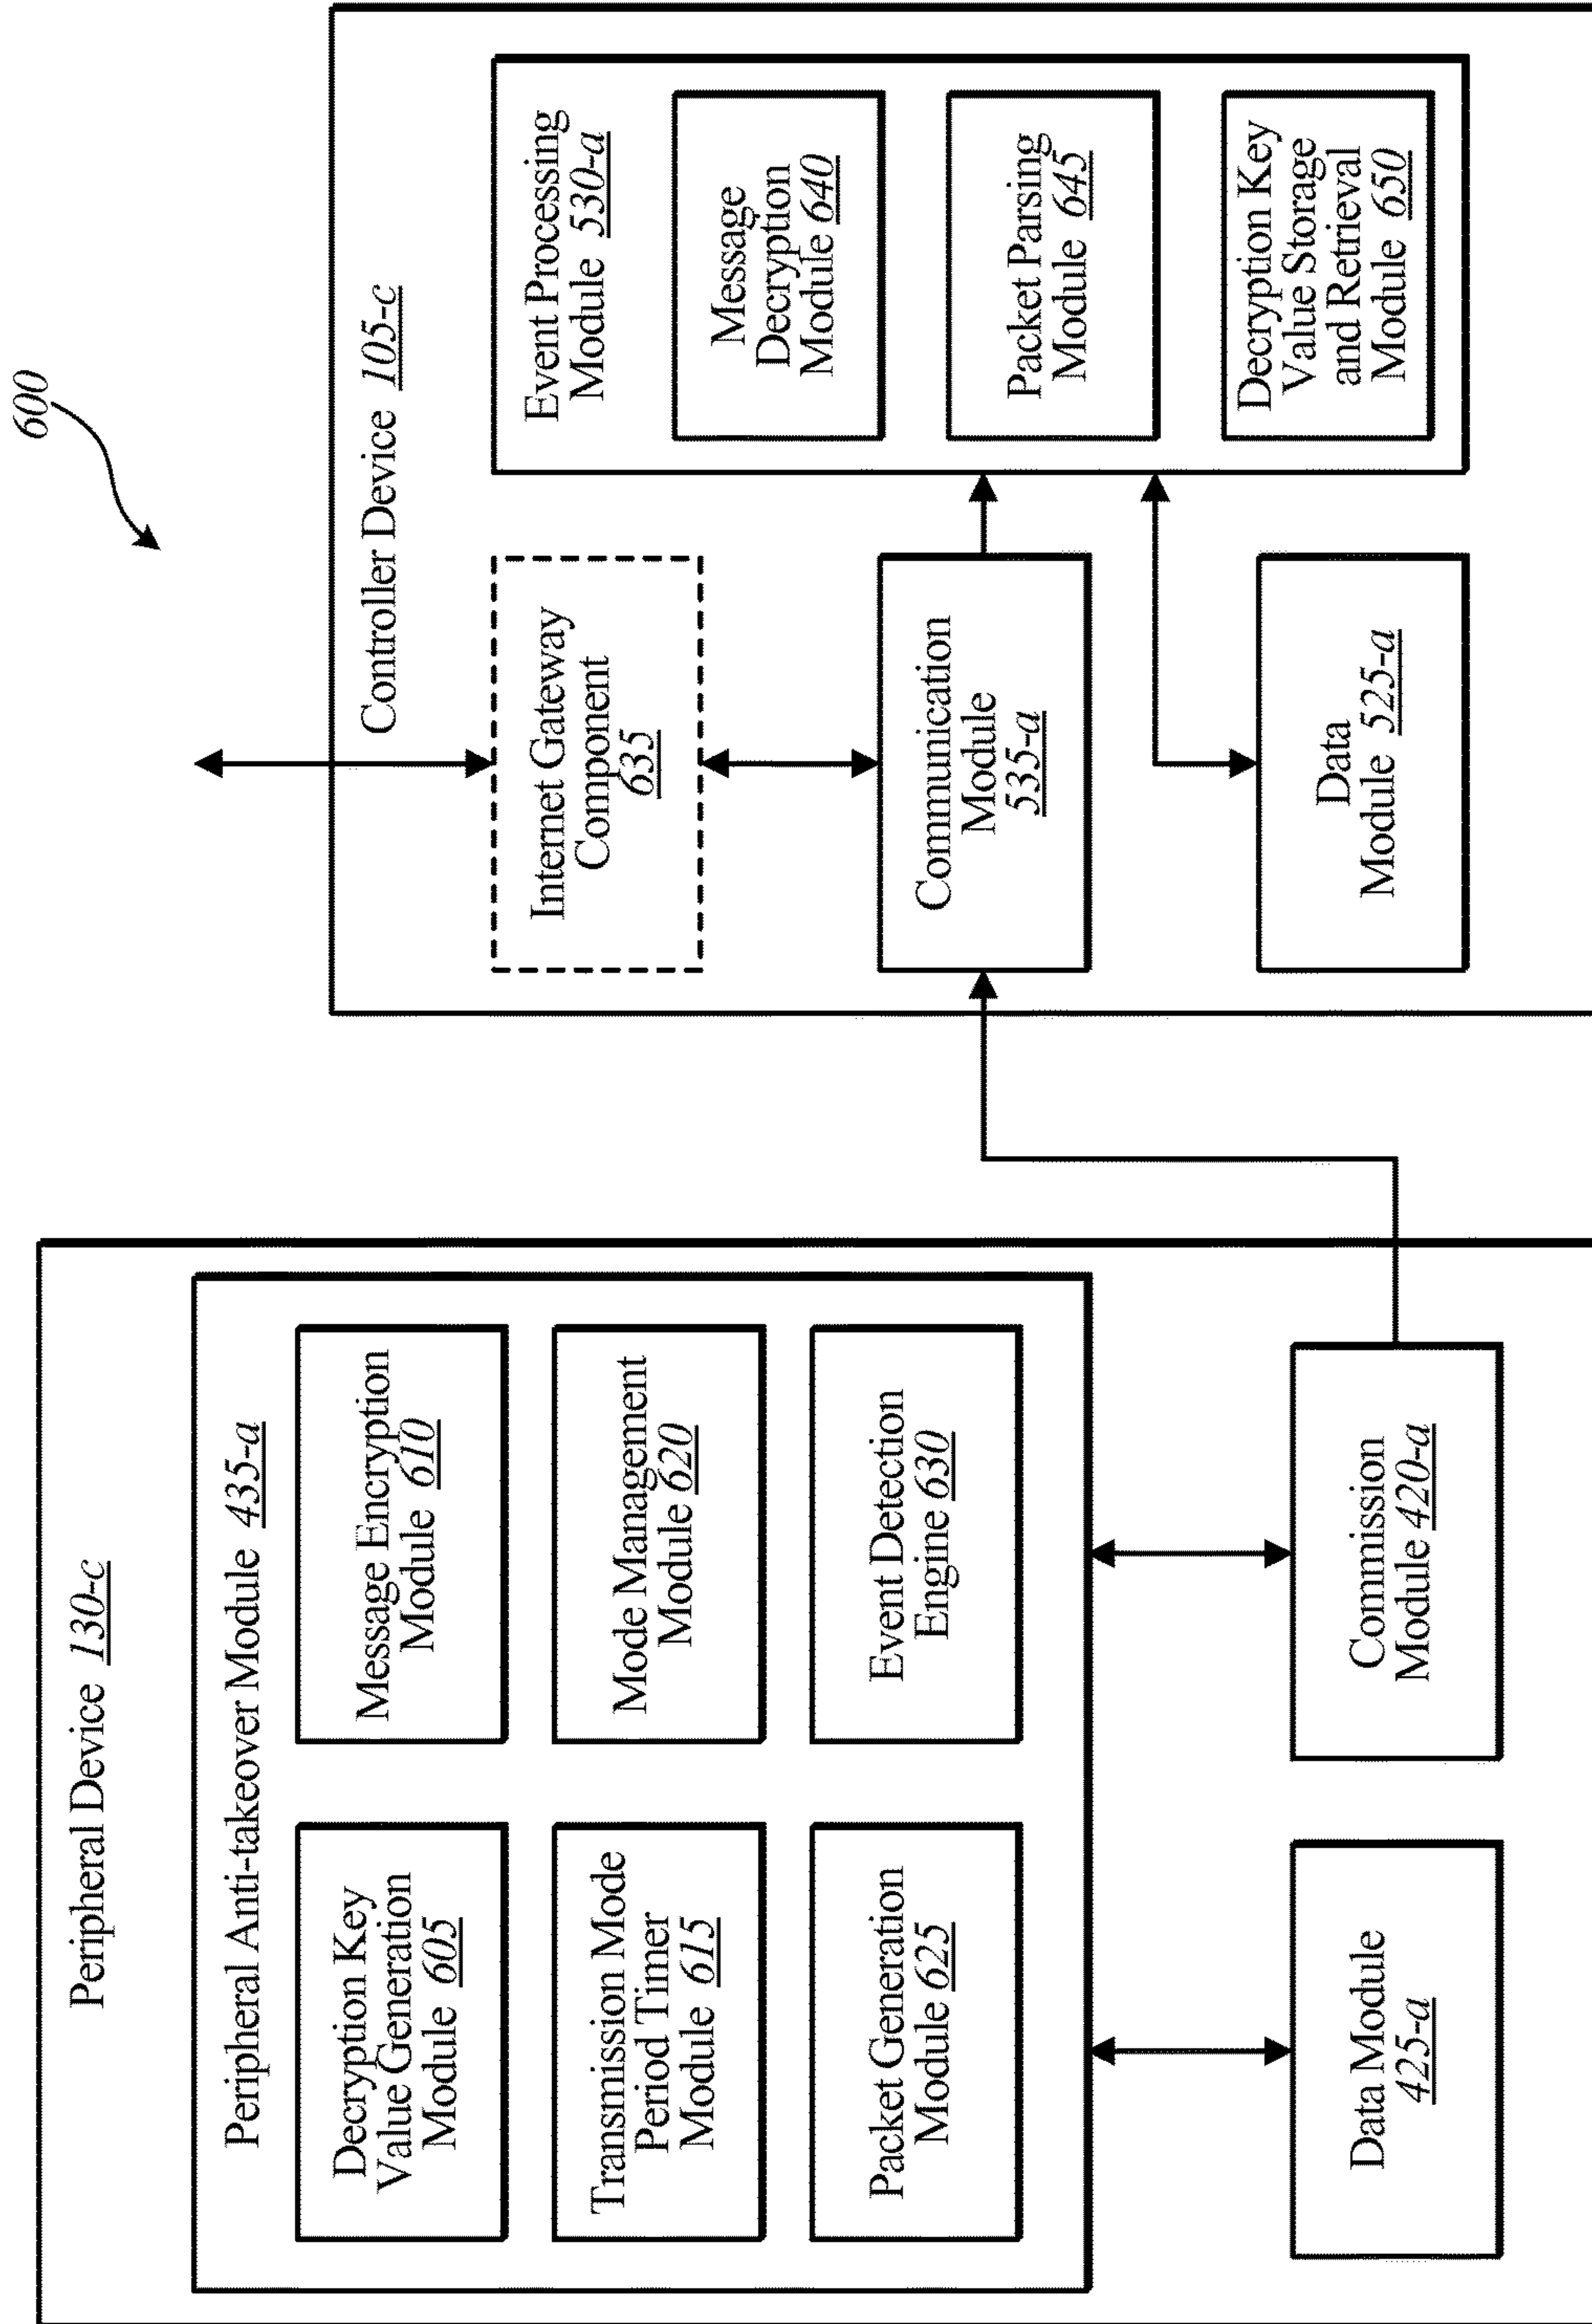 600
Peripheral Device 130-c
Peripheral Anti-takeover Module 435-a
Decryption Key
Value Generation
Module 605
Message Encryption
Module 610
Transmission Mode
Period Timer
Module 615
Mode Management
Module 620
Packet Generation
Module 625
Event Detection
Engine 630
Data Module
425-a
Commission
Module 420-a
Controller Device 105-c
Internet Gateway
Component
635
Communication
Module
535-a
Data
Module 525-a
Event Processing
Module 530-a
Message
Decryption
Module 640
Packet Parsing
Module 645
Decryption Key
Value Storage
and Retrieval
Module 650